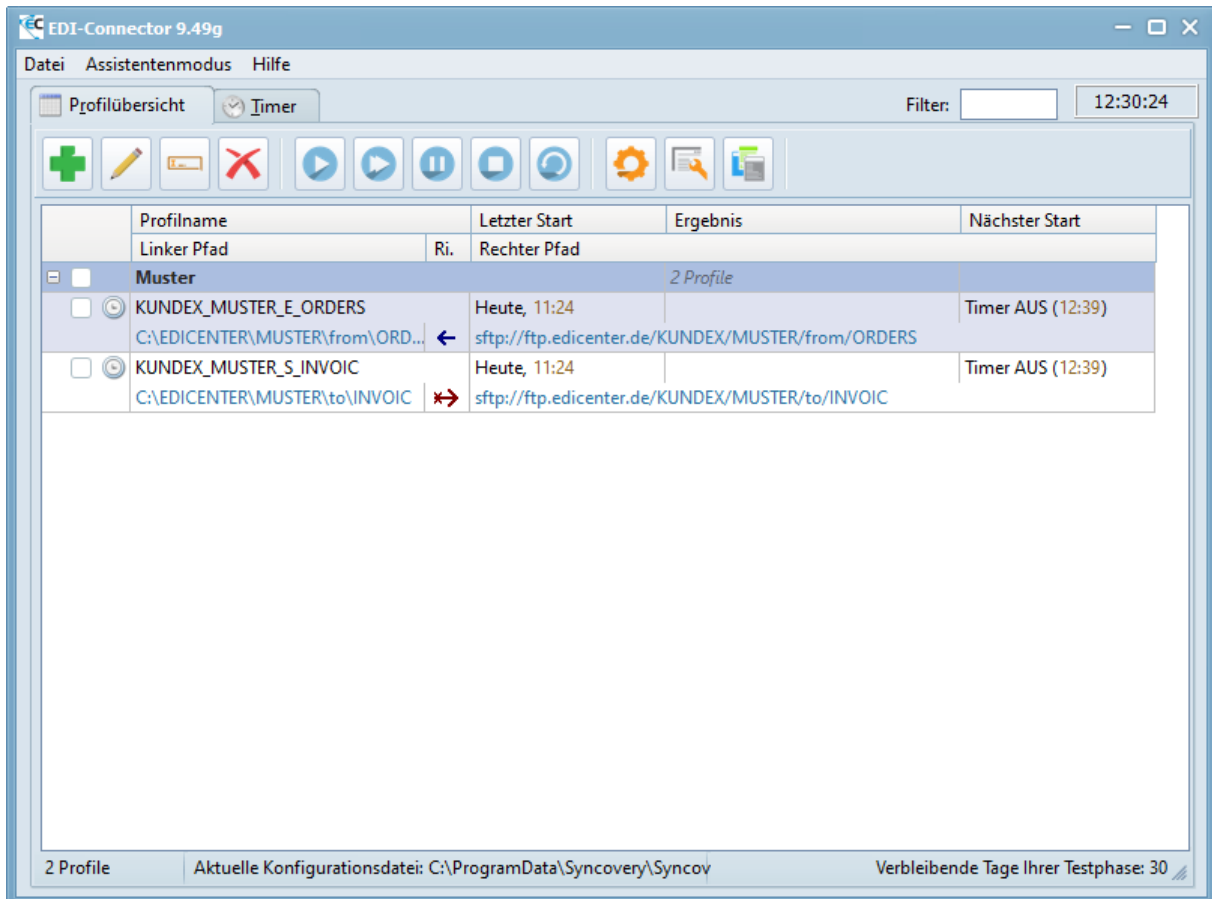 EDI-Connector 9.49g
Datei Assistentenmodus Hilfe
Profilübersicht Timer Filter: 12:30:24
Profilname Letzter Start Ergebnis Nächster Start
Linker Pfad Ri. Rechter Pfad
Muster 2 Profile
KUNDEX_MUSTER_E_ORDERS Heute, 11:24 Timer AUS (12:39)
C:\EDICENTER\MUSTER\from\ORD... sftp://ftp.edicenter.de/KUNDEX/MUSTER/from/ORDERS
KUNDEX_MUSTER_S_INVOIC Heute, 11:24 Timer AUS (12:39)
C:\EDICENTER\MUSTER\to\INVOIC sftp://ftp.edicenter.de/KUNDEX/MUSTER/to/INVOIC
2 Profile Aktuelle Konfigurationsdatei: C:\ProgramData\Syncovery\Syncov Verbleibende Tage Ihrer Testphase: 30